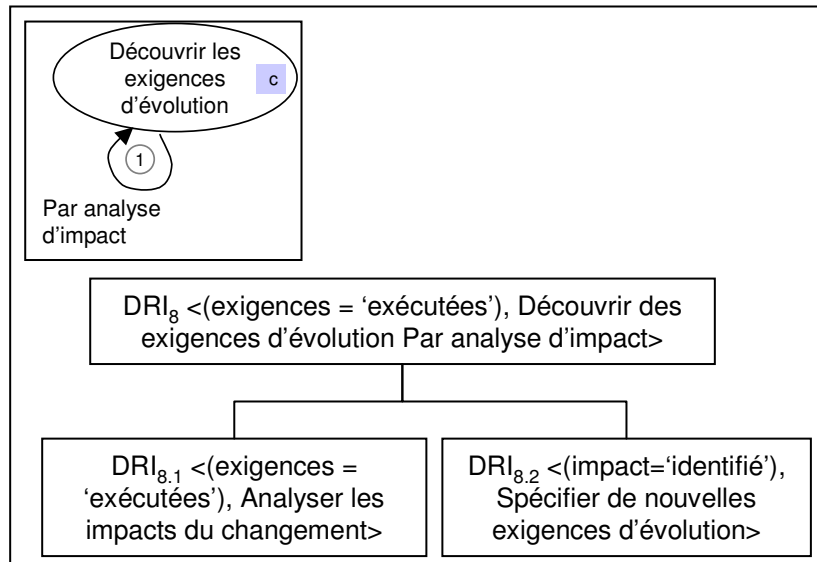 Découvrir les
exigences
d'évolution
c
1
Par analyse
d'impact
DRI8 <(exigences = 'exécutées'), Découvrir des
exigences d'évolution Par analyse d'impact>
DRI8.1 <(exigences =
'exécutées'), Analyser les
impacts du changement>
DRI8.2 <(impact='identifié'),
Spécifier de nouvelles
exigences d'évolution>